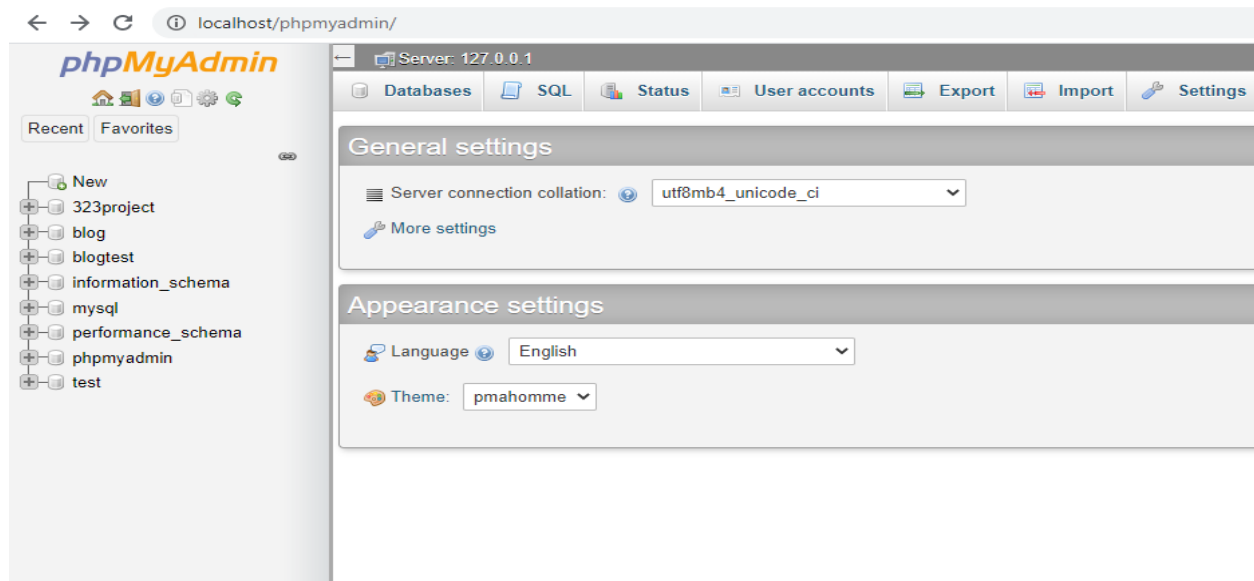 localhost/phpmyadmin/
phpMyAdmin
Recent Favorites
New
323project
blog
blogtest
information_schema
mysql
performance_schema
phpmyadmin
test
Server: 127.0.0.1
Databases SQL Status User accounts Export Import Settings
General settings
Server connection collation: utf8mb4_unicode_ci
More settings
Appearance settings
Language English
Theme: pmahomme